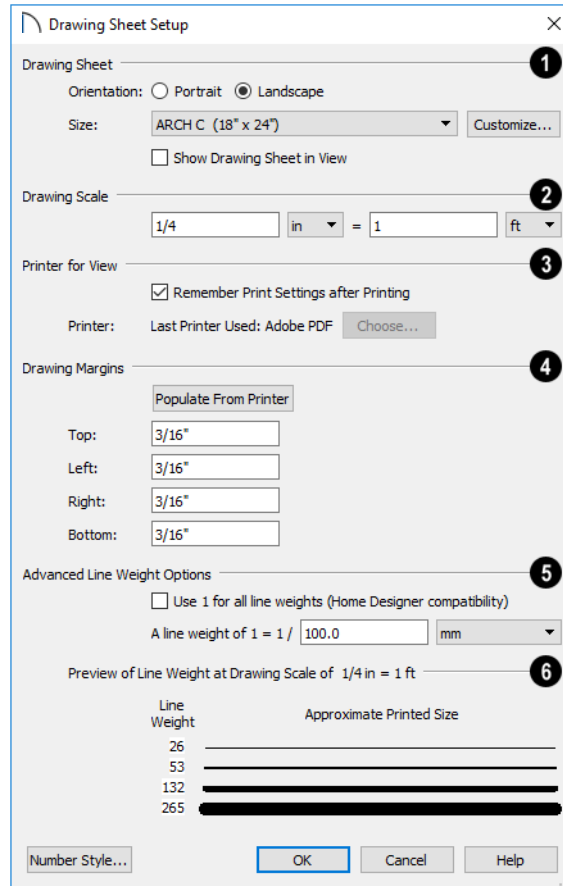 Drawing Sheet Setup
Drawing Sheet 1
Orientation: Portrait Landscape
Size: ARCH C (18" x 24") Customize...
Show Drawing Sheet in View
Drawing Scale 2
1/4 in = 1 ft
Printer for View 3
Remember Print Settings after Printing
Printer: Last Printer Used: Adobe PDF Choose...
Drawing Margins 4
Populate From Printer
Top: 3/16"
Left: 3/16"
Right: 3/16"
Bottom: 3/16"
Advanced Line Weight Options 5
Use 1 for all line weights (Home Designer compatibility)
A line weight of 1 = 1 / 100.0 mm
Preview of Line Weight at Drawing Scale of 1/4 in = 1 ft 6
Line Weight Approximate Printed Size
26
53
132
265
Number Style... OK Cancel Help